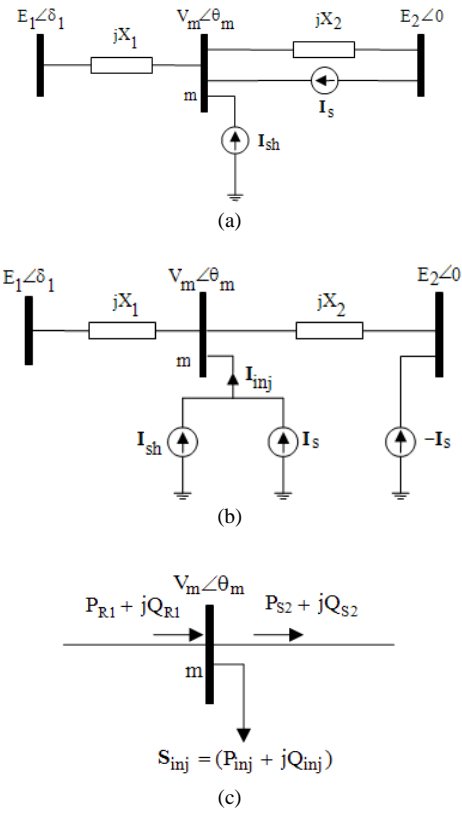 E1∠δ1 Vm∠θm E2∠0
jX1 jX2
m Is
Ish
(a)
E1∠δ1 Vm∠θm E2∠0
jX1 jX2
m Iinj
Ish Is −Is
(b)
Vm∠θm
PR1 + jQR1 PS2 + jQS2
m
Sinj = (Pinj + jQinj)
(c)